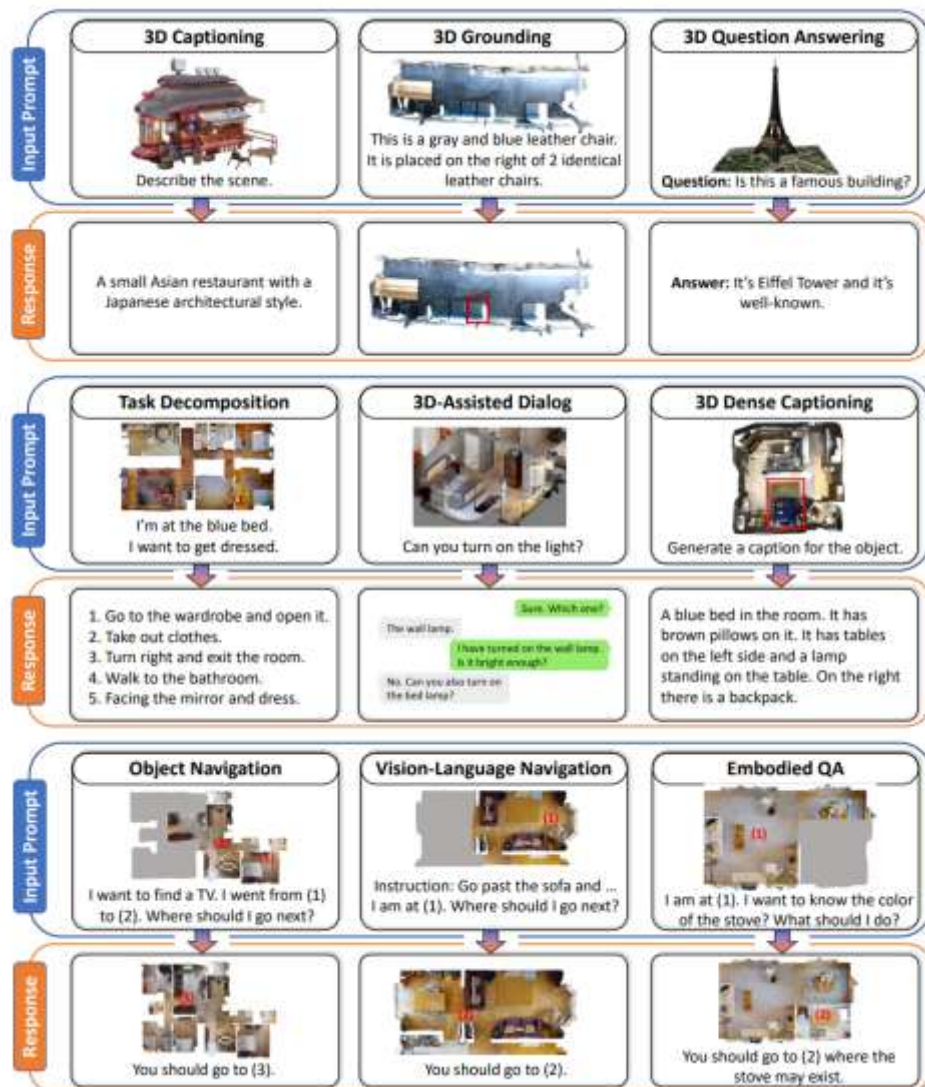 Input Prompt
3D Captioning
Describe the scene.
3D Grounding
This is a gray and blue leather chair.
It is placed on the right of 2 identical
leather chairs.
3D Question Answering
Question: Is this a famous building?
Response
A small Asian restaurant with a
Japanese architectural style.
Answer: It's Eiffel Tower and it's
well-known.
Input Prompt
Task Decomposition
I'm at the blue bed.
I want to get dressed.
3D-Assisted Dialog
Can you turn on the light?
3D Dense Captioning
Generate a caption for the object.
Response
1. Go to the wardrobe and open it.
2. Take out clothes.
3. Turn right and exit the room.
4. Walk to the bathroom.
5. Facing the mirror and dress.
Sure. Which one?
The wall lamp.
I have turned on the wall lamp.
Is it bright enough?
No. Can you also turn on
the bed lamp?
A blue bed in the room. It has
brown pillows on it. It has tables
on the left side and a lamp
standing on the table. On the right
there is a backpack.
Input Prompt
Object Navigation
I want to find a TV. I went from (1)
to (2). Where should I go next?
Vision-Language Navigation
(1)
Instruction: Go past the sofa and ...
I am at (1). Where should I go next?
Embodied QA
(1)
I am at (1). I want to know the color
of the stove? What should I do?
Response
You should go to (3).
You should go to (2).
(2)
You should go to (2) where the
stove may exist.